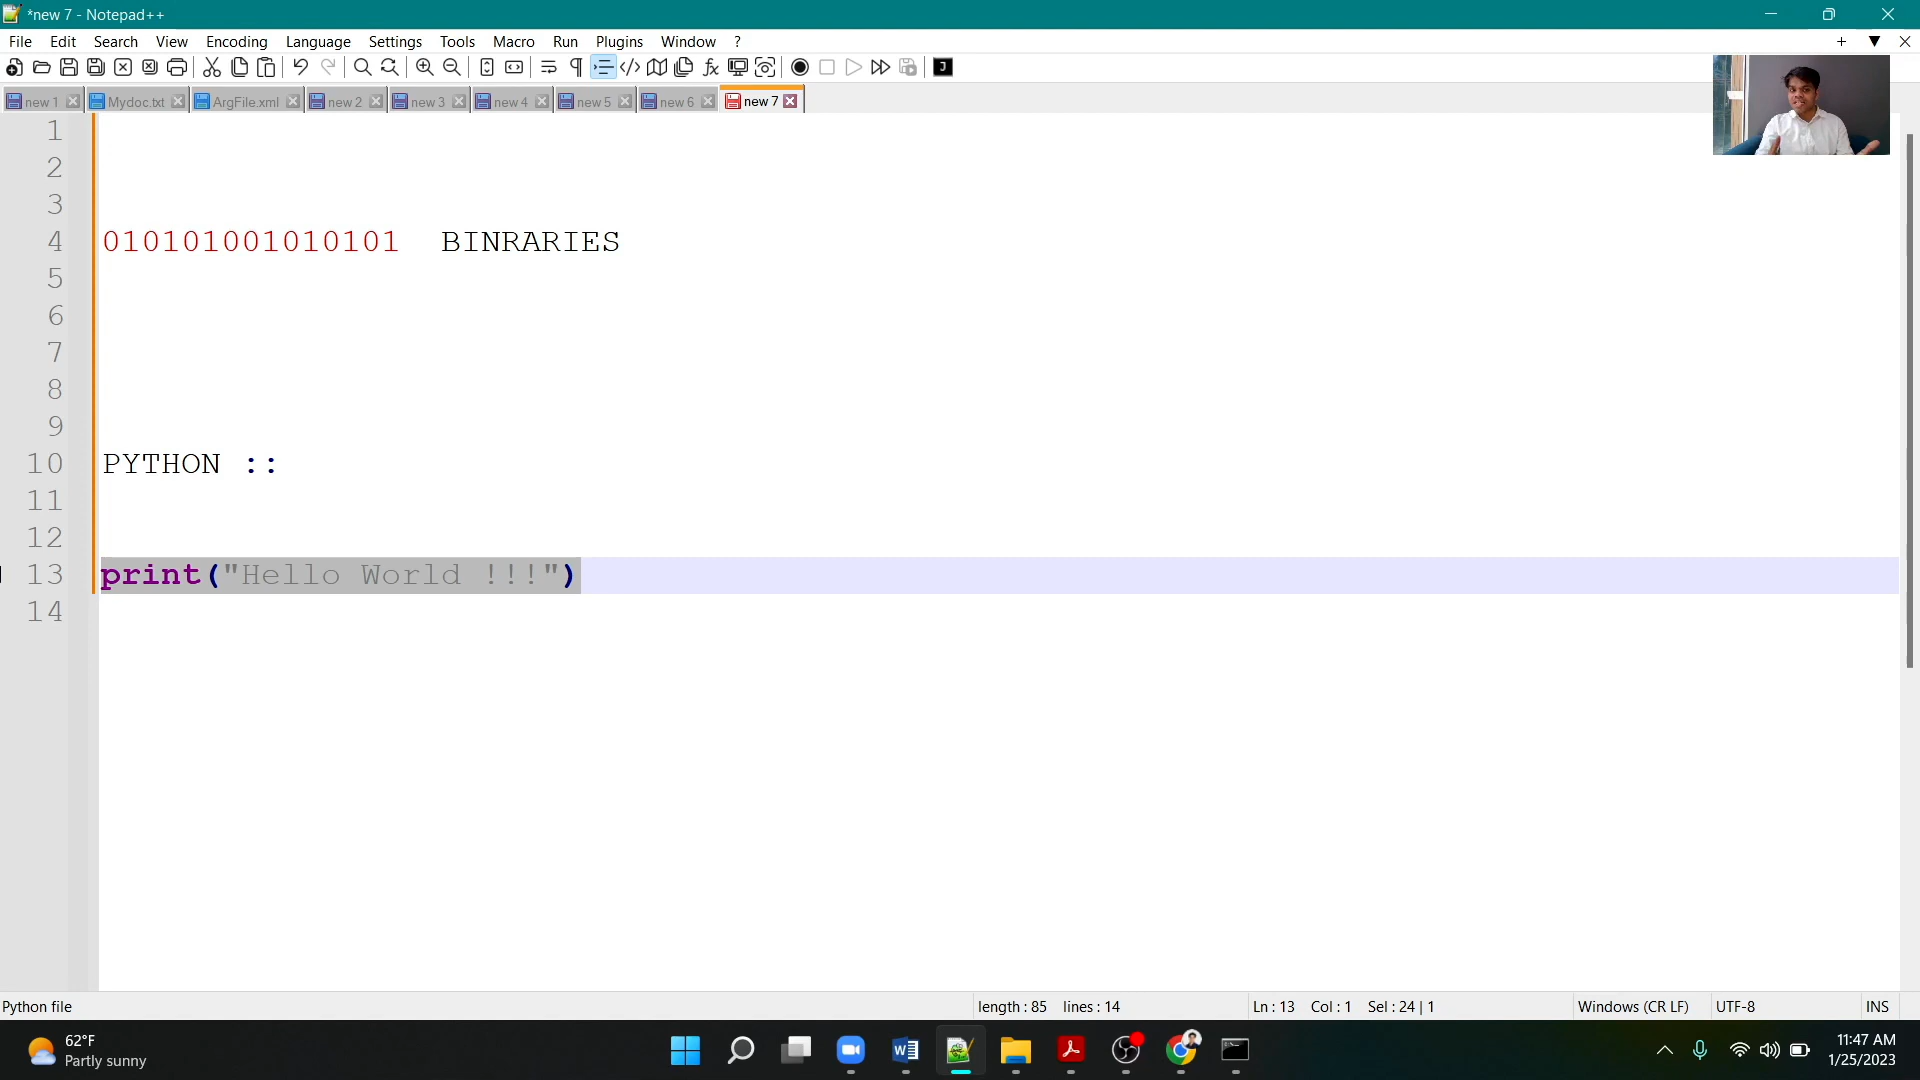 *new 7 - Notepad++
File Edit Search View Encoding Language Settings Tools Macro Run Plugins Window ?
new 1 Mydoc.txt ArgFile.xml new 2 new 3 new 4 new 5 new 6 new 7
1
2
3
4 010101001010101 BINRARIES
5
6
7
8
9
10 PYTHON ::
11
12
13 print("Hello World !!!")
14
Python file length : 85 lines : 14 Ln : 13 Col : 1 Sel : 24 | 1 Windows (CR LF) UTF-8 INS
62°F
Partly sunny
11:47 AM
1/25/2023